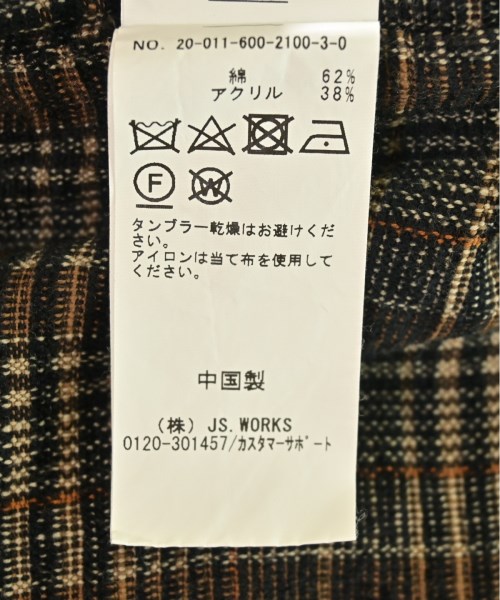 NO. 20-011-600-2100-3-0
綿 62%
アクリル 38%
F W
タンブラー乾燥はお避けくだ
さい。
アイロンは当て布を使用して
ください。
中国製
(株) JS.WORKS
0120-301457/カスタマーサポート